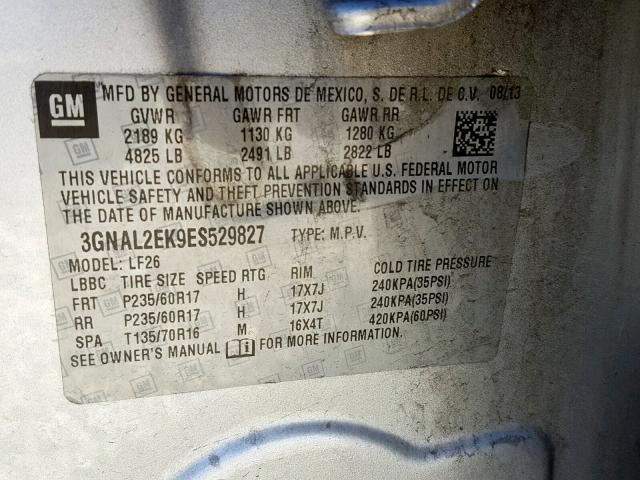 GM MFD BY GENERAL MOTORS DE MEXICO, S. DE R.L. DE C.V. 08/13
GVWR GAWR FRT GAWR RR
2189 KG 1130 KG 1280 KG
4825 LB 2491 LB 2822 LB
THIS VEHICLE CONFORMS TO ALL APPLICABLE U.S. FEDERAL MOTOR
VEHICLE SAFETY AND THEFT PREVENTION STANDARDS IN EFFECT ON
THE DATE OF MANUFACTURE SHOWN ABOVE.
3GNAL2EK9ES529827 TYPE: M.P.V.
MODEL: LF26
LBBC TIRE SIZE SPEED RTG RIM COLD TIRE PRESSURE
FRT P235/60R17 H 17X7J 240KPA(35PSI)
RR P235/60R17 H 17X7J 240KPA(35PSI)
SPA T135/70R16 M 16X4T 420KPA(60PSI)
SEE OWNER'S MANUAL FOR MORE INFORMATION.